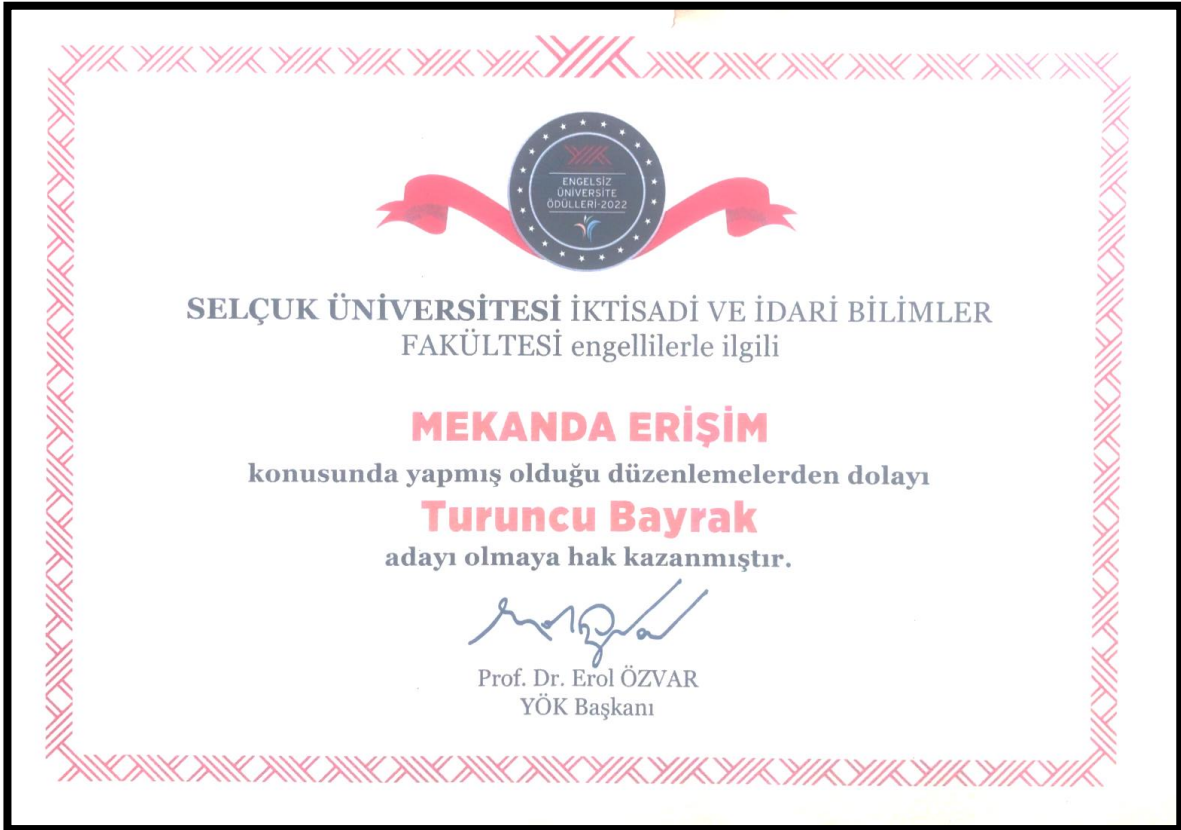 ENGELSİZ
ÜNİVERSİTE
ÖDÜLLERİ-2022
SELÇUK ÜNİVERSİTESİ İKTİSADİ VE İDARİ BİLİMLER
FAKÜLTESİ engellilerle ilgili
MEKANDA ERİŞİM
konusunda yapmış olduğu düzenlemelerden dolayı
Turuncu Bayrak
adayı olmaya hak kazanmıştır.
Prof. Dr. Erol ÖZVAR
YÖK Başkanı